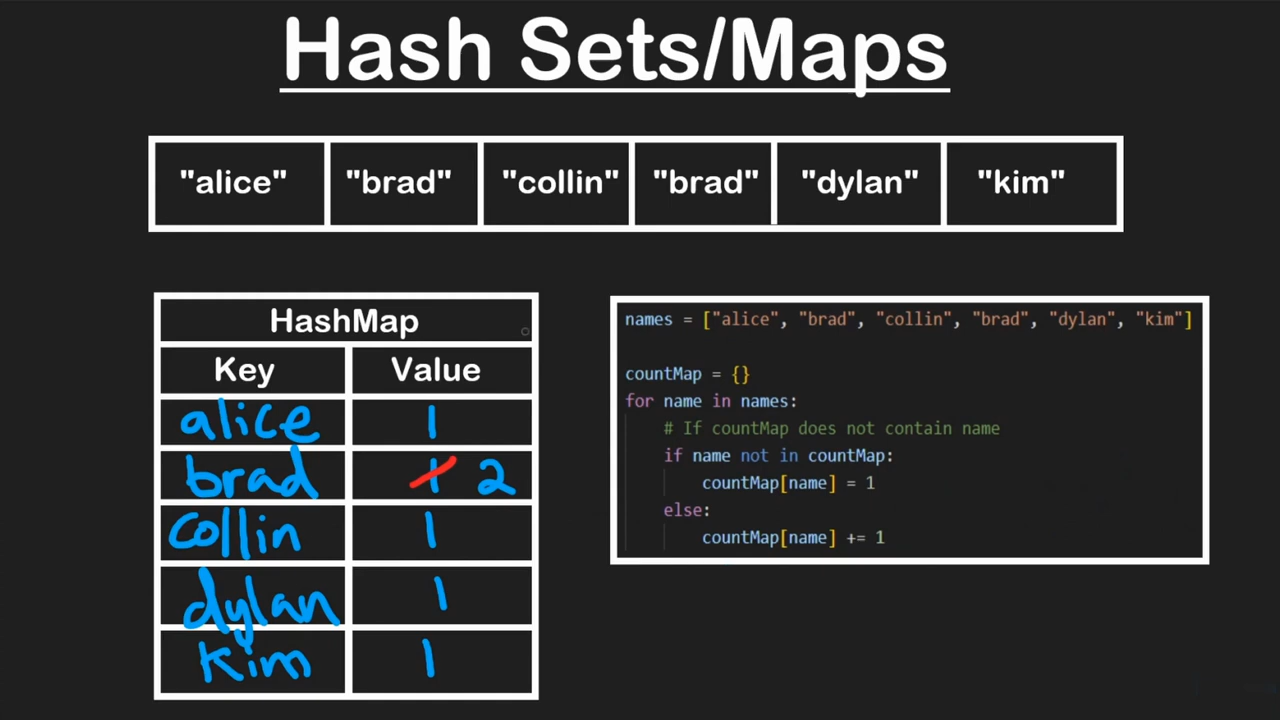 Hash Sets/Maps
"alice" "brad" "collin" "brad" "dylan" "kim"
HashMap
Key Value
alice 1
brad 1 2
collin 1
dylan 1
kim 1
names = ["alice", "brad", "collin", "brad", "dylan", "kim"]
countMap = {}
for name in names:
# If countMap does not contain name
if name not in countMap:
countMap[name] = 1
else:
countMap[name] += 1